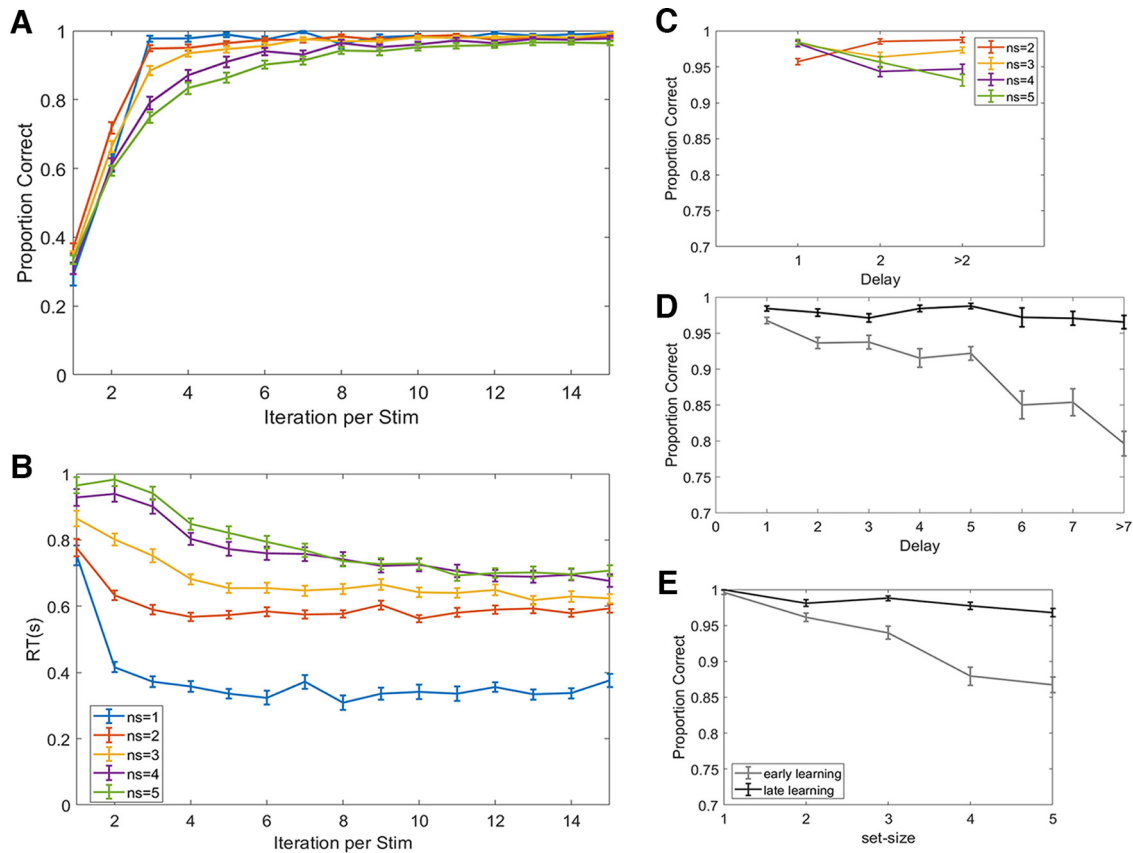 A
1
0.8
0.6
0.4
0.2
0
Proportion Correct
2 4 6 8 10 12 14
Iteration per Stim
B
1
0.8
0.6
0.4
0.2
0
RT(s)
ns=1
ns=2
ns=3
ns=4
ns=5
2 4 6 8 10 12 14
Iteration per Stim
C
1
0.95
0.9
0.85
0.8
0.75
0.7
Proportion Correct
ns=2
ns=3
ns=4
ns=5
1 2 >2
Delay
D
1
0.95
0.9
0.85
0.8
0.75
0.7
Proportion Correct
0 1 2 3 4 5 6 7 >7
Delay
E
1
0.95
0.9
0.85
0.8
0.75
0.7
Proportion Correct
early learning
late learning
1 2 3 4 5
set-size